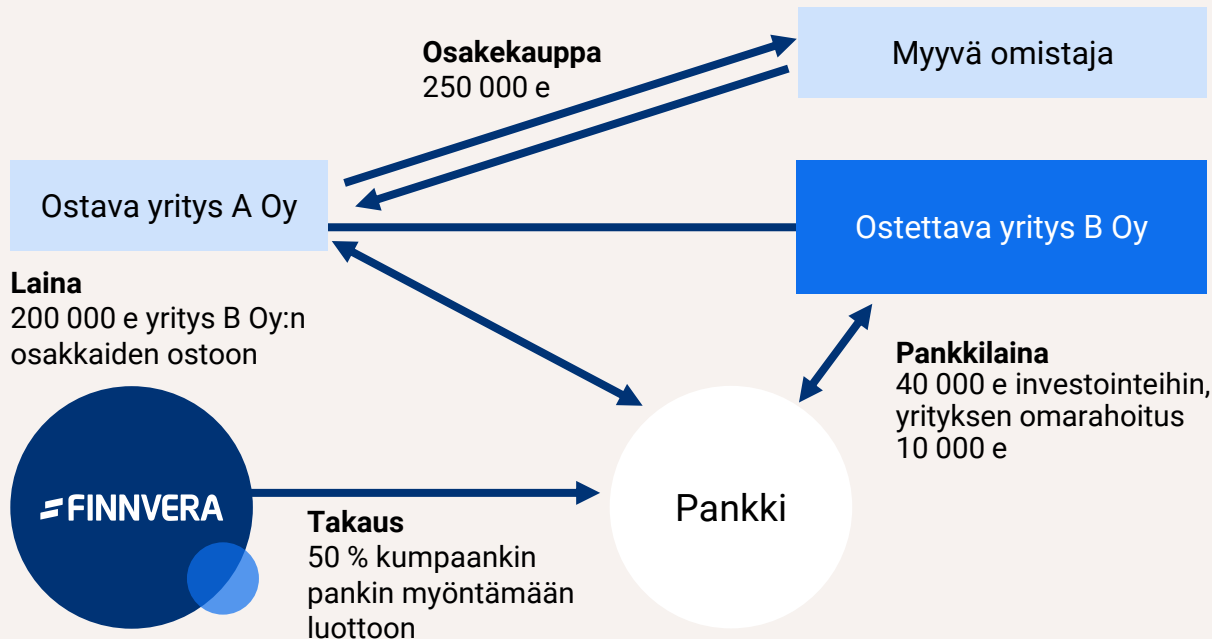 Osakekauppa
250 000 e
Myyvä omistaja
Ostava yritys A Oy
Ostettava yritys B Oy
Laina
200 000 e yritys B Oy:n
osakkaiden ostoon
Pankkilaina
40 000 e investointeihin,
yrityksen omarahoitus
10 000 e
FINNVERA
Takaus
50 % kumpaankin
pankin myöntämään
luottoon
Pankki